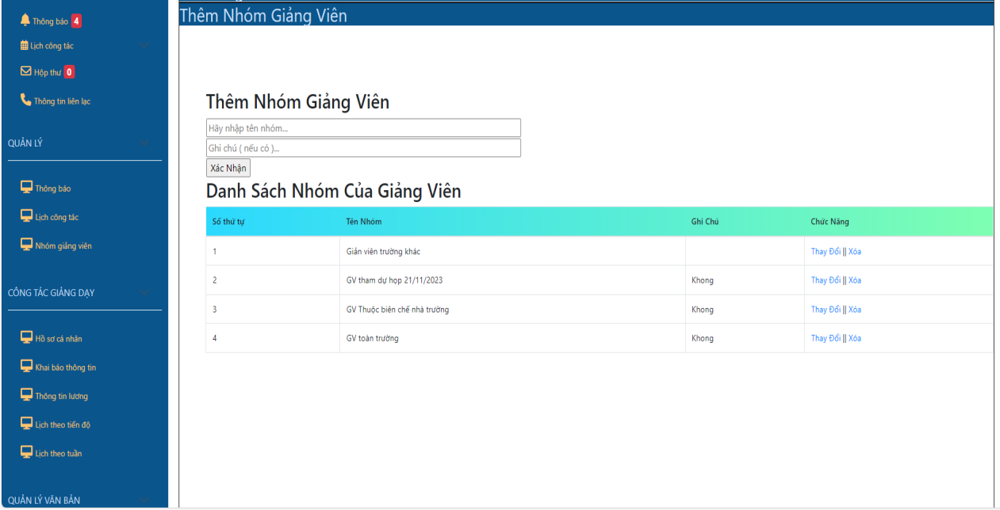 Thông báo 4
Lịch công tác
Hộp thư 0
Thông tin liên lạc
QUẢN LÝ
Thông báo
Lịch công tác
Nhóm giảng viên
CÔNG TÁC GIẢNG DẠY
Hồ sơ cá nhân
Khai báo thông tin
Thông tin lương
Lịch theo tiến độ
Lịch theo tuần
QUẢN LÝ VĂN BẢN
Thêm Nhóm Giảng Viên
Thêm Nhóm Giảng Viên
Hãy nhập tên nhóm...
Ghi chú ( nếu có )...
Xác Nhận
Danh Sách Nhóm Của Giảng Viên
Số thứ tự Tên Nhóm Ghi Chú Chức Năng
1 Giản viên trường khác Thay Đổi || Xóa
2 GV tham dự họp 21/11/2023 Khong Thay Đổi || Xóa
3 GV Thuộc biên chế nhà trường Khong Thay Đổi || Xóa
4 GV toàn trường Khong Thay Đổi || Xóa